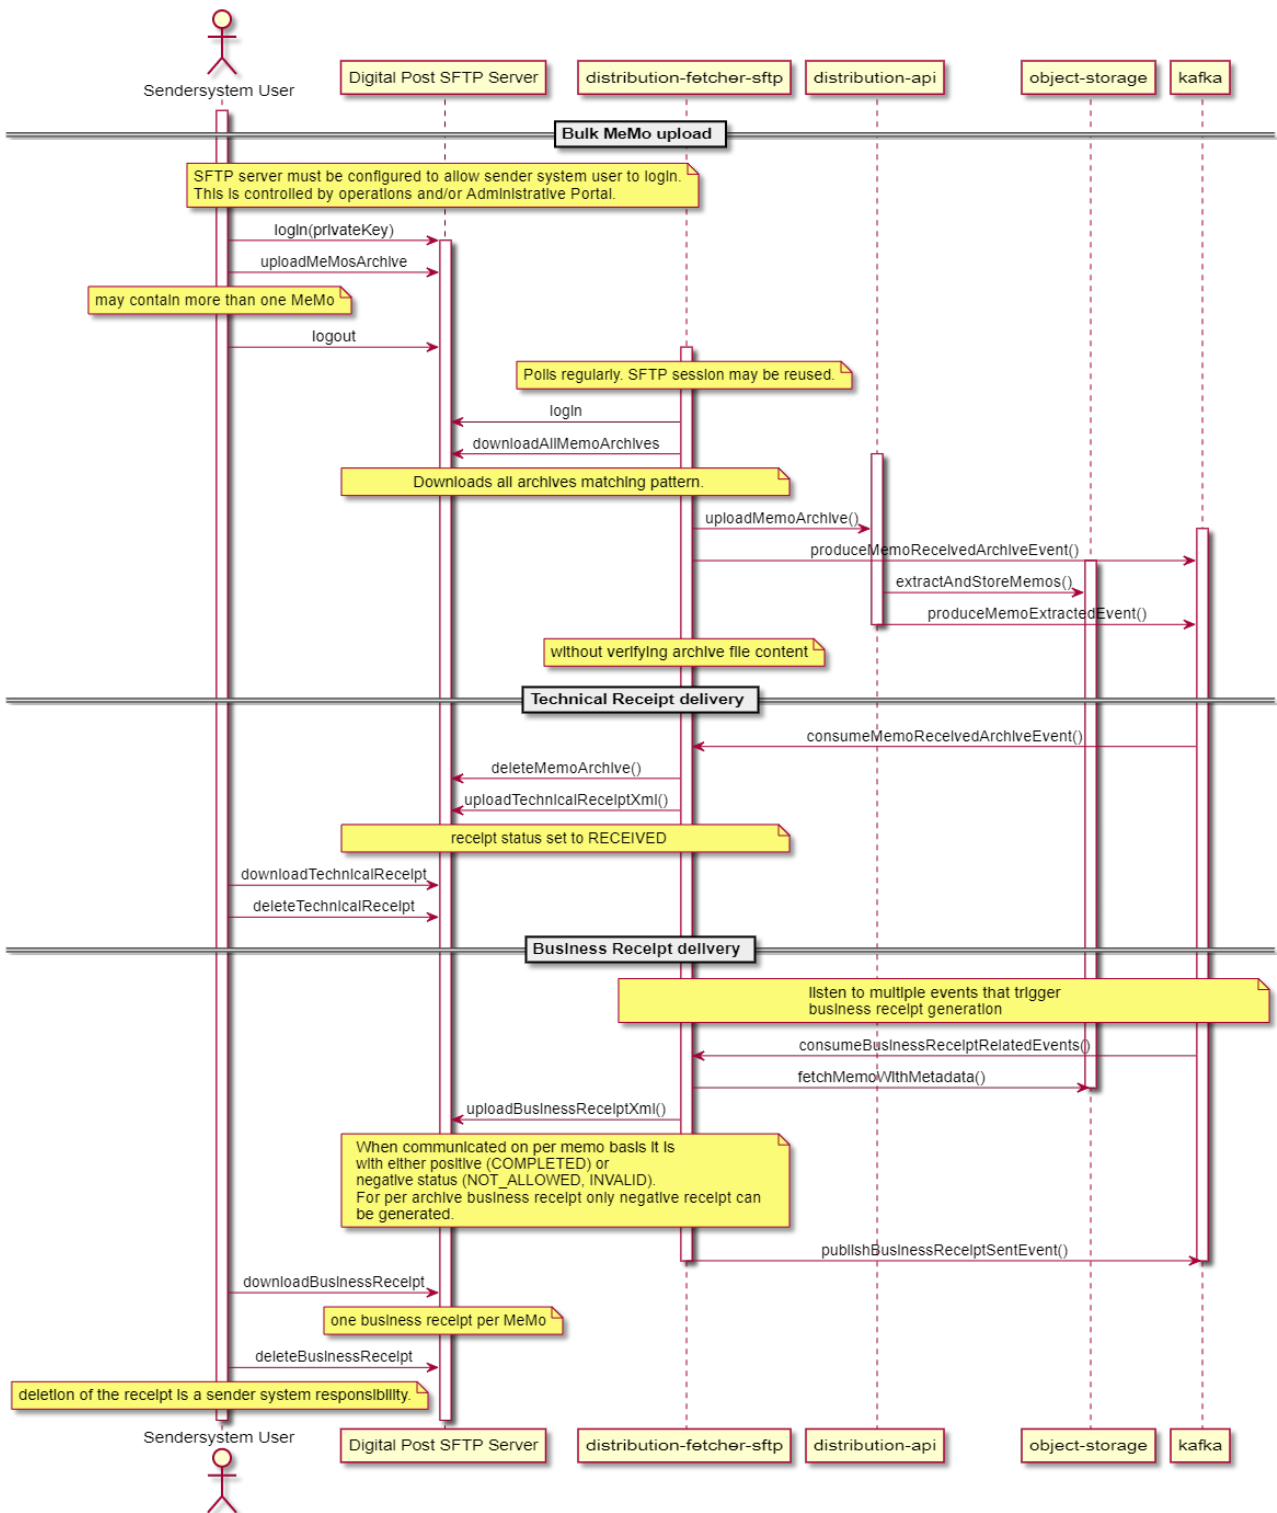 Sendersystem User
Digital Post SFTP Server
distribution-fetcher-sftp
distribution-api
object-storage
kafka
Bulk MeMo upload
SFTP server must be configured to allow sender system user to login.
This is controlled by operations and/or Administrative Portal.
login(privateKey)
uploadMeMosArchive
may contain more than one MeMo
logout
Polls regularly. SFTP session may be reused.
login
downloadAllMemoArchives
Downloads all archives matching pattern.
uploadMemoArchive()
produceMemoReceivedArchiveEvent()
extractAndStoreMemos()
produceMemoExtractedEvent()
without verifying archive file content
Technical Receipt delivery
consumeMemoReceivedArchiveEvent()
deleteMemoArchive()
uploadTechnicalReceiptXml()
receipt status set to RECEIVED
downloadTechnicalReceipt
deleteTechnicalReceipt
Business Receipt delivery
listen to multiple events that trigger
business receipt generation
consumeBusinessReceiptRelatedEvents()
fetchMemoWithMetadata()
uploadBusinessReceiptXml()
When communicated on per memo basis it is
with either positive (COMPLETED) or
negative status (NOT_ALLOWED, INVALID).
For per archive business receipt only negative receipt can
be generated.
publishBusinessReceiptSentEvent()
downloadBusinessReceipt
one business receipt per MeMo
deleteBusinessReceipt
deletion of the receipt is a sender system responsibility.
Sendersystem User
Digital Post SFTP Server
distribution-fetcher-sftp
distribution-api
object-storage
kafka